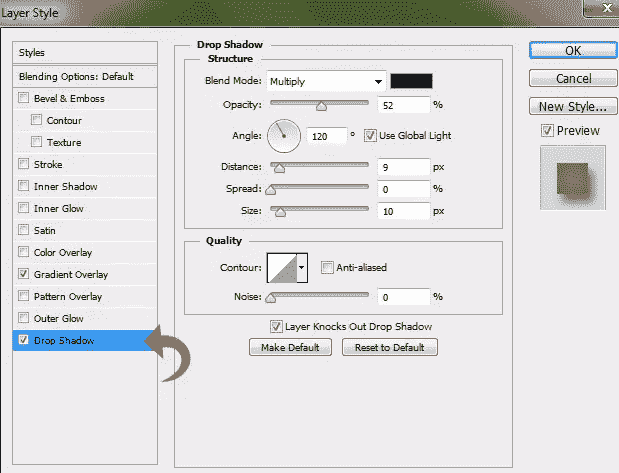 Layer Style
Styles
Blending Options: Default
Bevel & Emboss
Contour
Texture
Stroke
Inner Shadow
Inner Glow
Satin
Color Overlay
Gradient Overlay
Pattern Overlay
Outer Glow
Drop Shadow
Drop Shadow
Structure
Blend Mode: Multiply
Opacity: 52 %
Angle: 120 ° Use Global Light
Distance: 9 px
Spread: 0 %
Size: 10 px
Quality
Contour: Anti-aliased
Noise: 0 %
Layer Knocks Out Drop Shadow
Make Default Reset to Default
OK
Cancel
New Style...
Preview